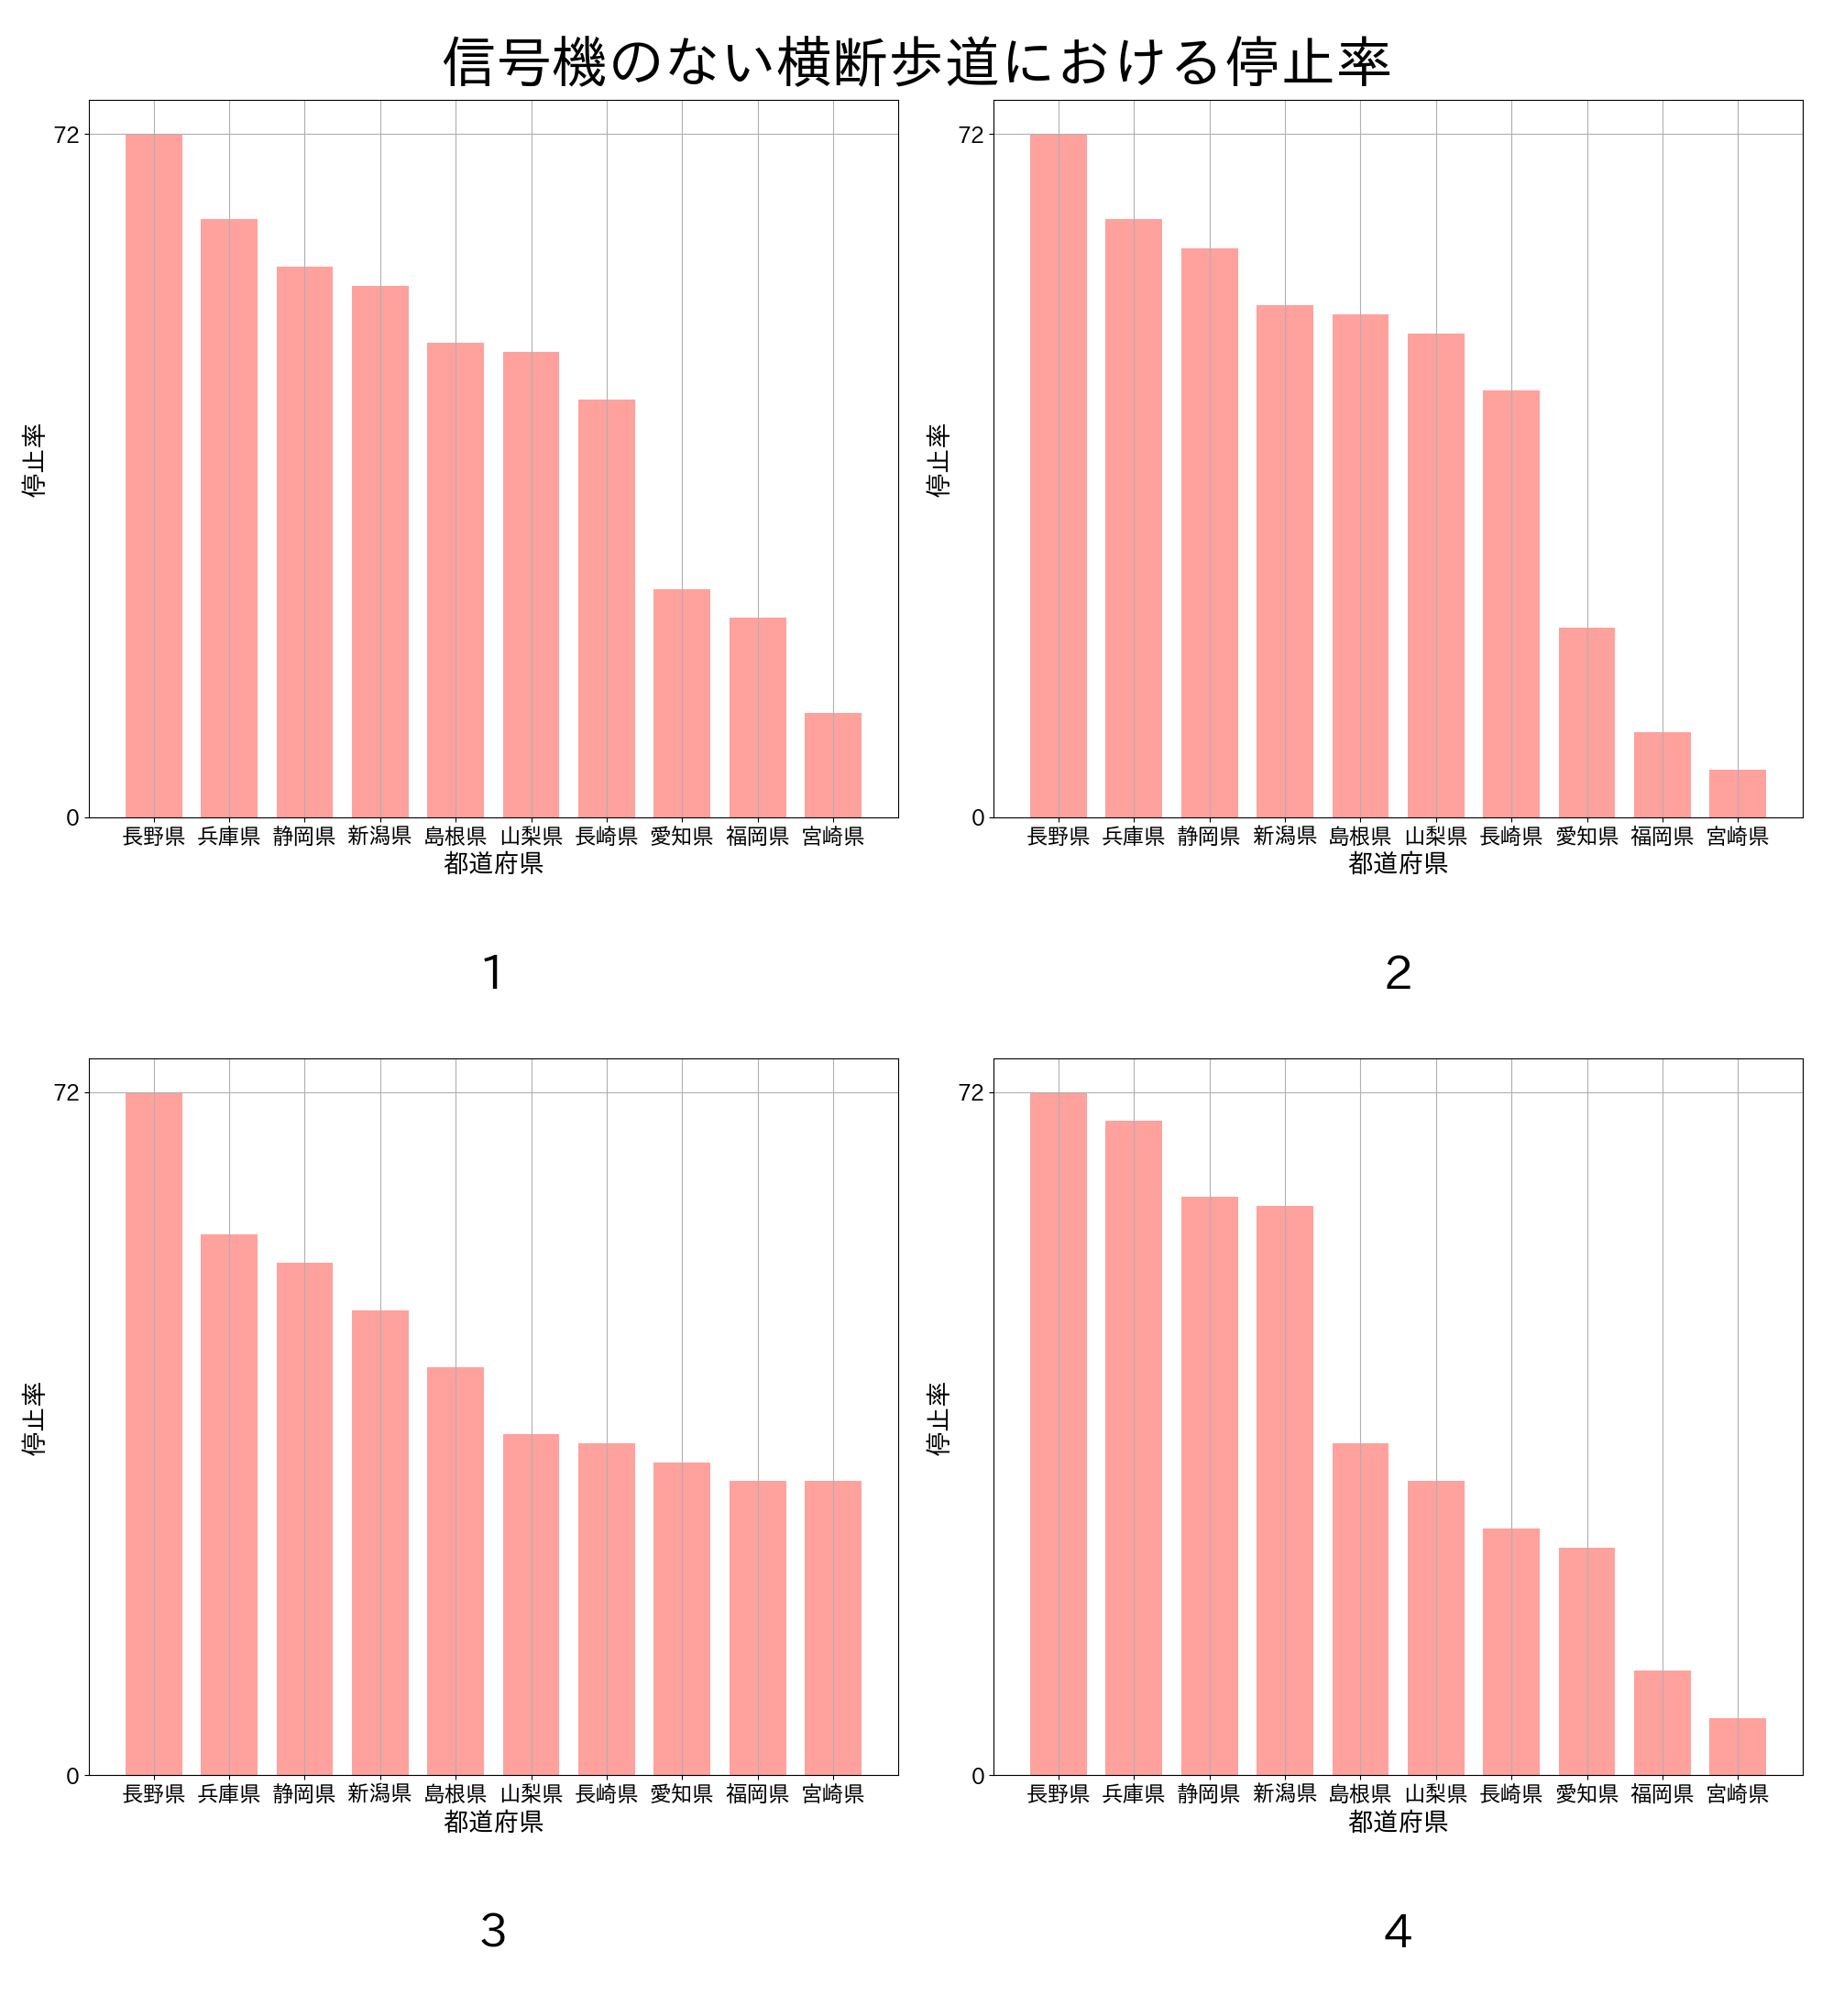 信号機のない横断歩道における停止率
72
0
停止率
長野県 兵庫県 静岡県 新潟県 島根県 山梨県 長崎県 愛知県 福岡県 宮崎県
都道府県
1
72
0
停止率
長野県 兵庫県 静岡県 新潟県 島根県 山梨県 長崎県 愛知県 福岡県 宮崎県
都道府県
2
72
0
停止率
長野県 兵庫県 静岡県 新潟県 島根県 山梨県 長崎県 愛知県 福岡県 宮崎県
都道府県
3
72
0
停止率
長野県 兵庫県 静岡県 新潟県 島根県 山梨県 長崎県 愛知県 福岡県 宮崎県
都道府県
4